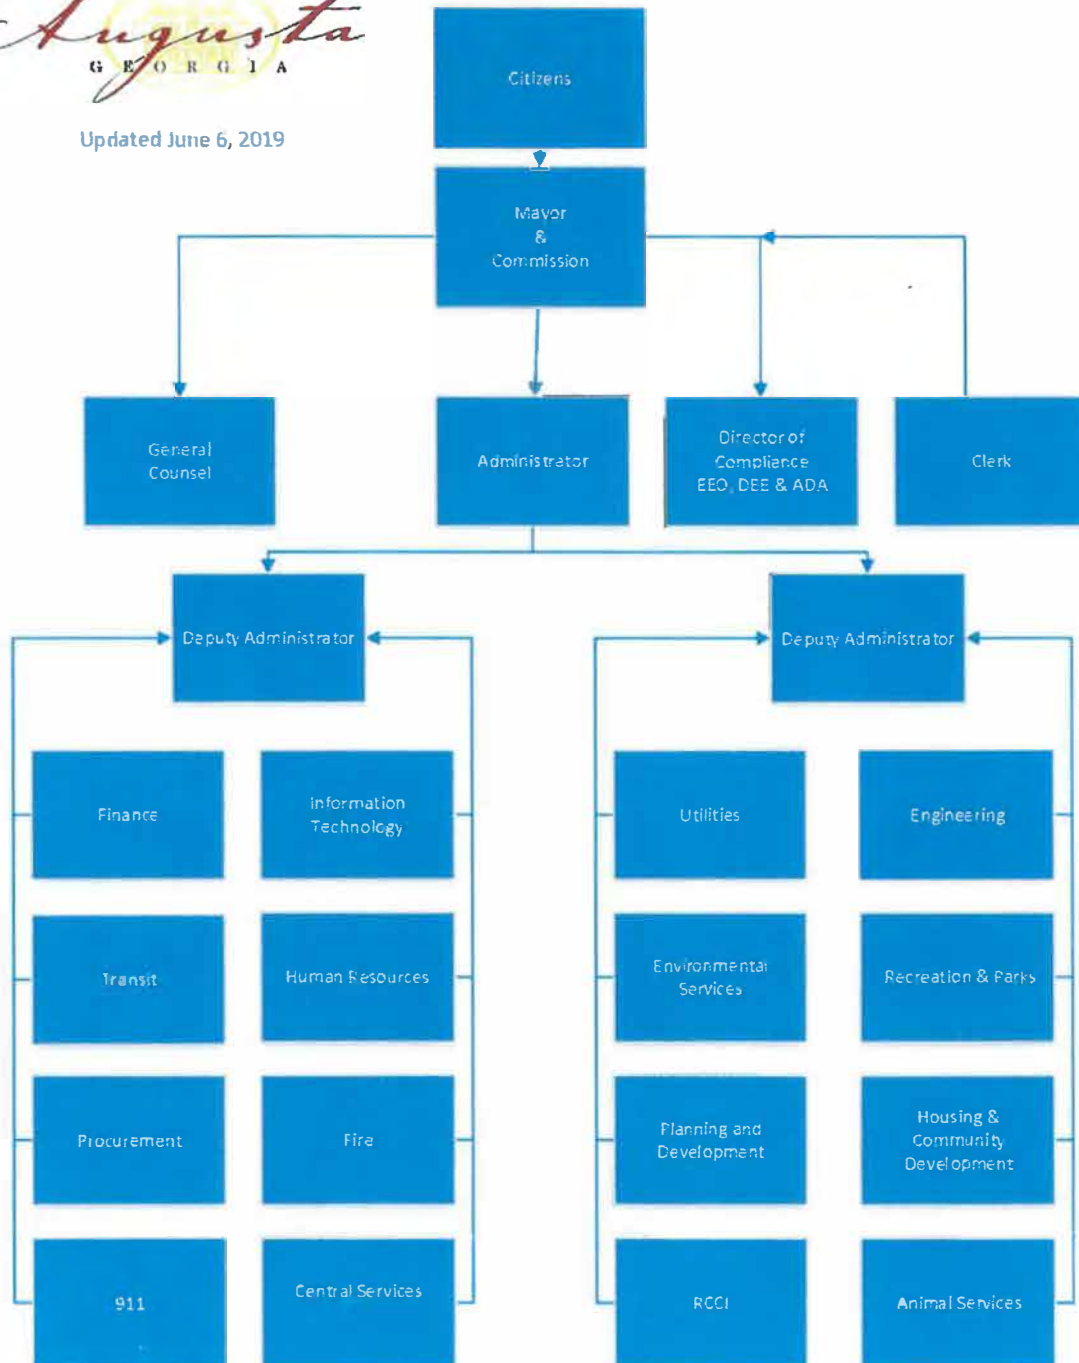 Augusta
GEORGIA
Updated June 6, 2019
Citizens
Mayor
&
Commission
General
Counsel
Administrator
Director of
Compliance
EEO, DEE & ADA
Clerk
Deputy Administrator
Deputy Administrator
Finance
Information
Technology
Utilities
Engineering
Transit
Human Resources
Environmental
Services
Recreation & Parks
Procurement
Fire
Planning and
Development
Housing &
Community
Development
911
Central Services
RCCI
Animal Services